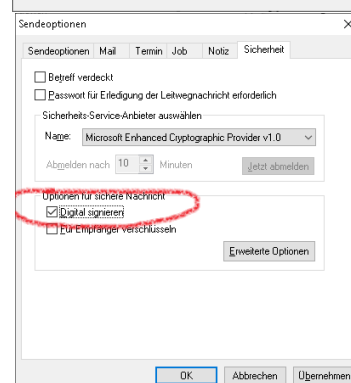 Sendeoptionen
Sendeoptionen Mail Termin Job Notiz Sicherheit
Betreff verdeckt
Passwort für Erledigung der Leitwegnachricht erforderlich
Sicherheits-Service-Anbieter auswählen
Name: Microsoft Enhanced Cryptographic Provider v1.0
Abmelden nach 10 Minuten Jetzt abmelden
Optionen für sichere Nachricht
Digital signieren
Für Empfänger verschlüsseln
Erweiterte Optionen
OK Abbrechen Übernehmen